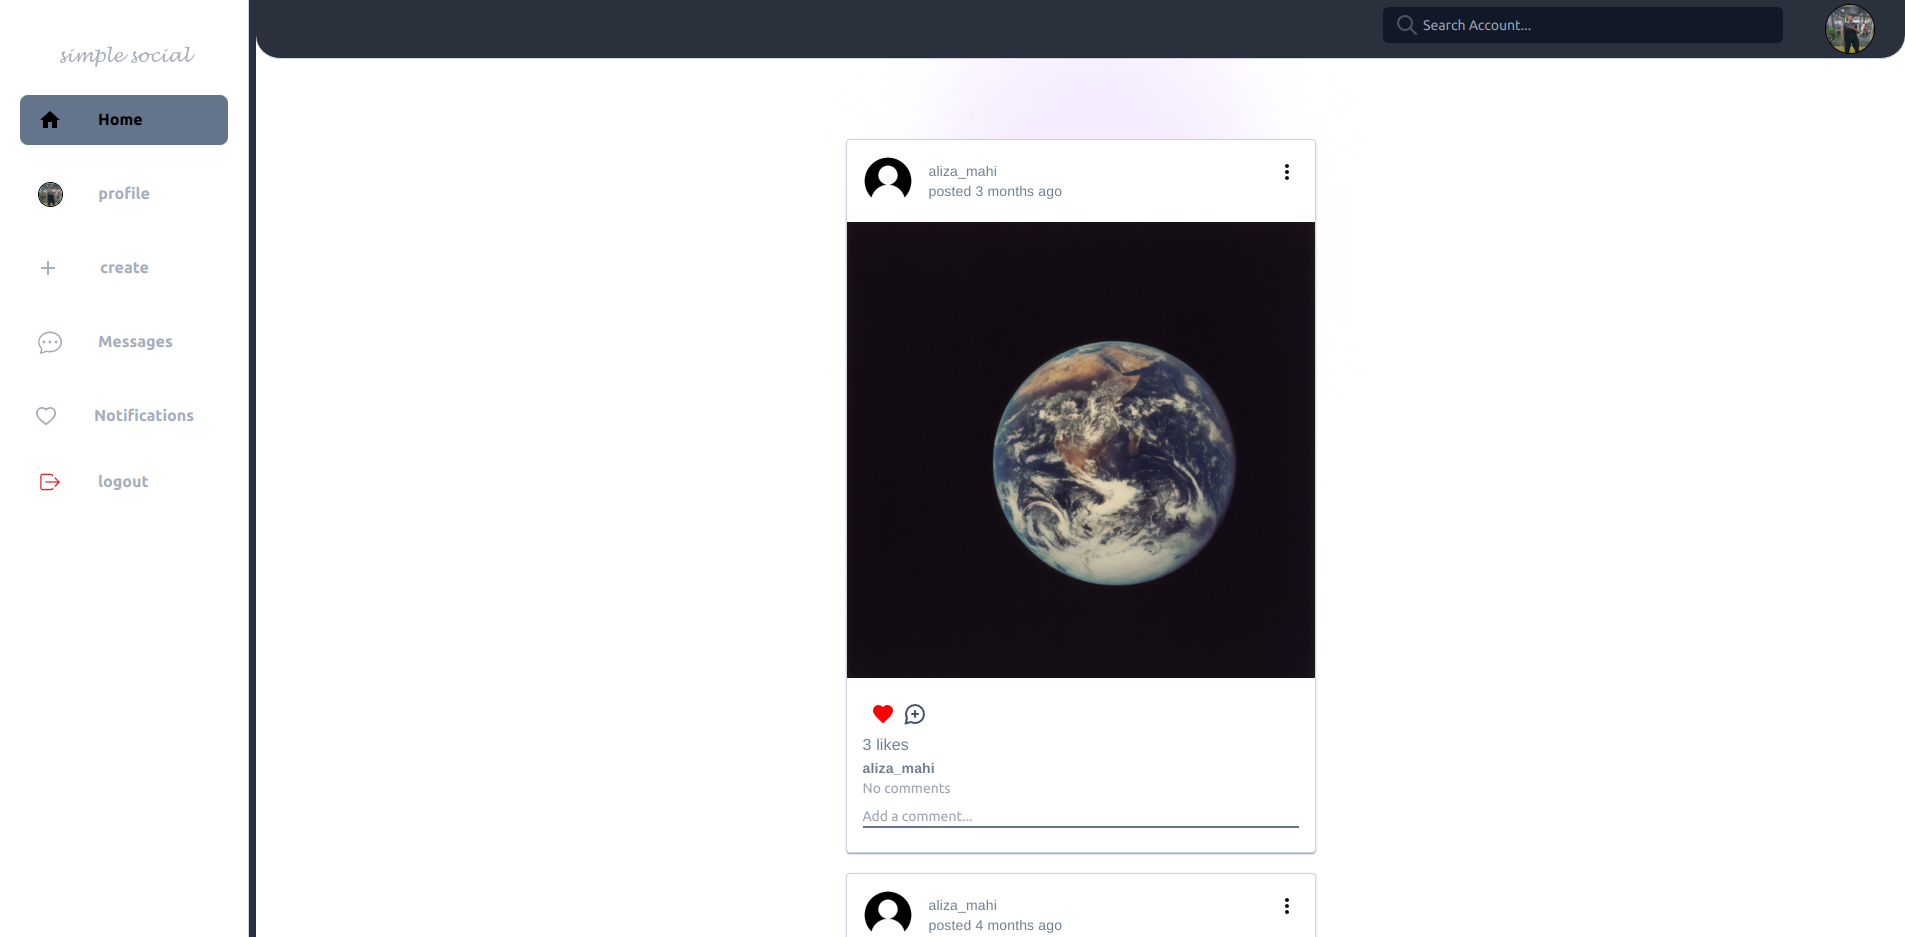 simple social
Home
profile
create
Messages
Notifications
logout
Search Account...
aliza_mahi
posted 3 months ago
3 likes
aliza_mahi
No comments
Add a comment...
aliza_mahi
posted 4 months ago